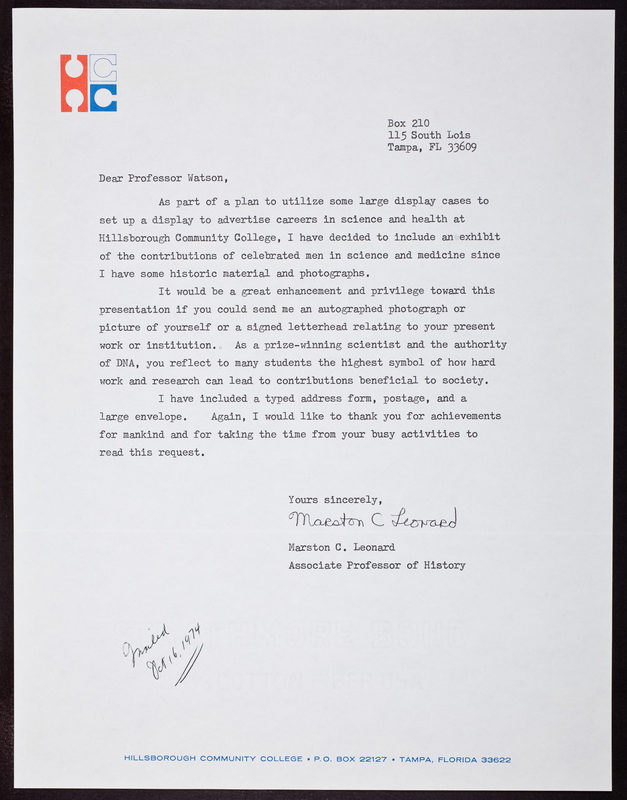 Box 210
115 South Lois
Tampa, FL 33609
Dear Professor Watson,
As part of a plan to utilize some large display cases to
set up a display to advertise careers in science and health at
Hillsborough Community College, I have decided to include an exhibit
of the contributions of celebrated men in science and medicine since
I have some historic material and photographs.
It would be a great enhancement and privilege toward this
presentation if you could send me an autographed photograph or
picture of yourself or a signed letterhead relating to your present
work or institution. As a prize-winning scientist and the authority
of DNA, you reflect to many students the highest symbol of how hard
work and research can lead to contributions beneficial to society.
I have included a typed address form, postage, and a
large envelope. Again, I would like to thank you for achievements
for mankind and for taking the time from your busy activities to
read this request.
Yours sincerely,
Marston C Leonard
Marston C. Leonard
Associate Professor of History
mailed
Oct 16, 1974
HILLSBOROUGH COMMUNITY COLLEGE • P.O. BOX 22127 • TAMPA, FLORIDA 33622